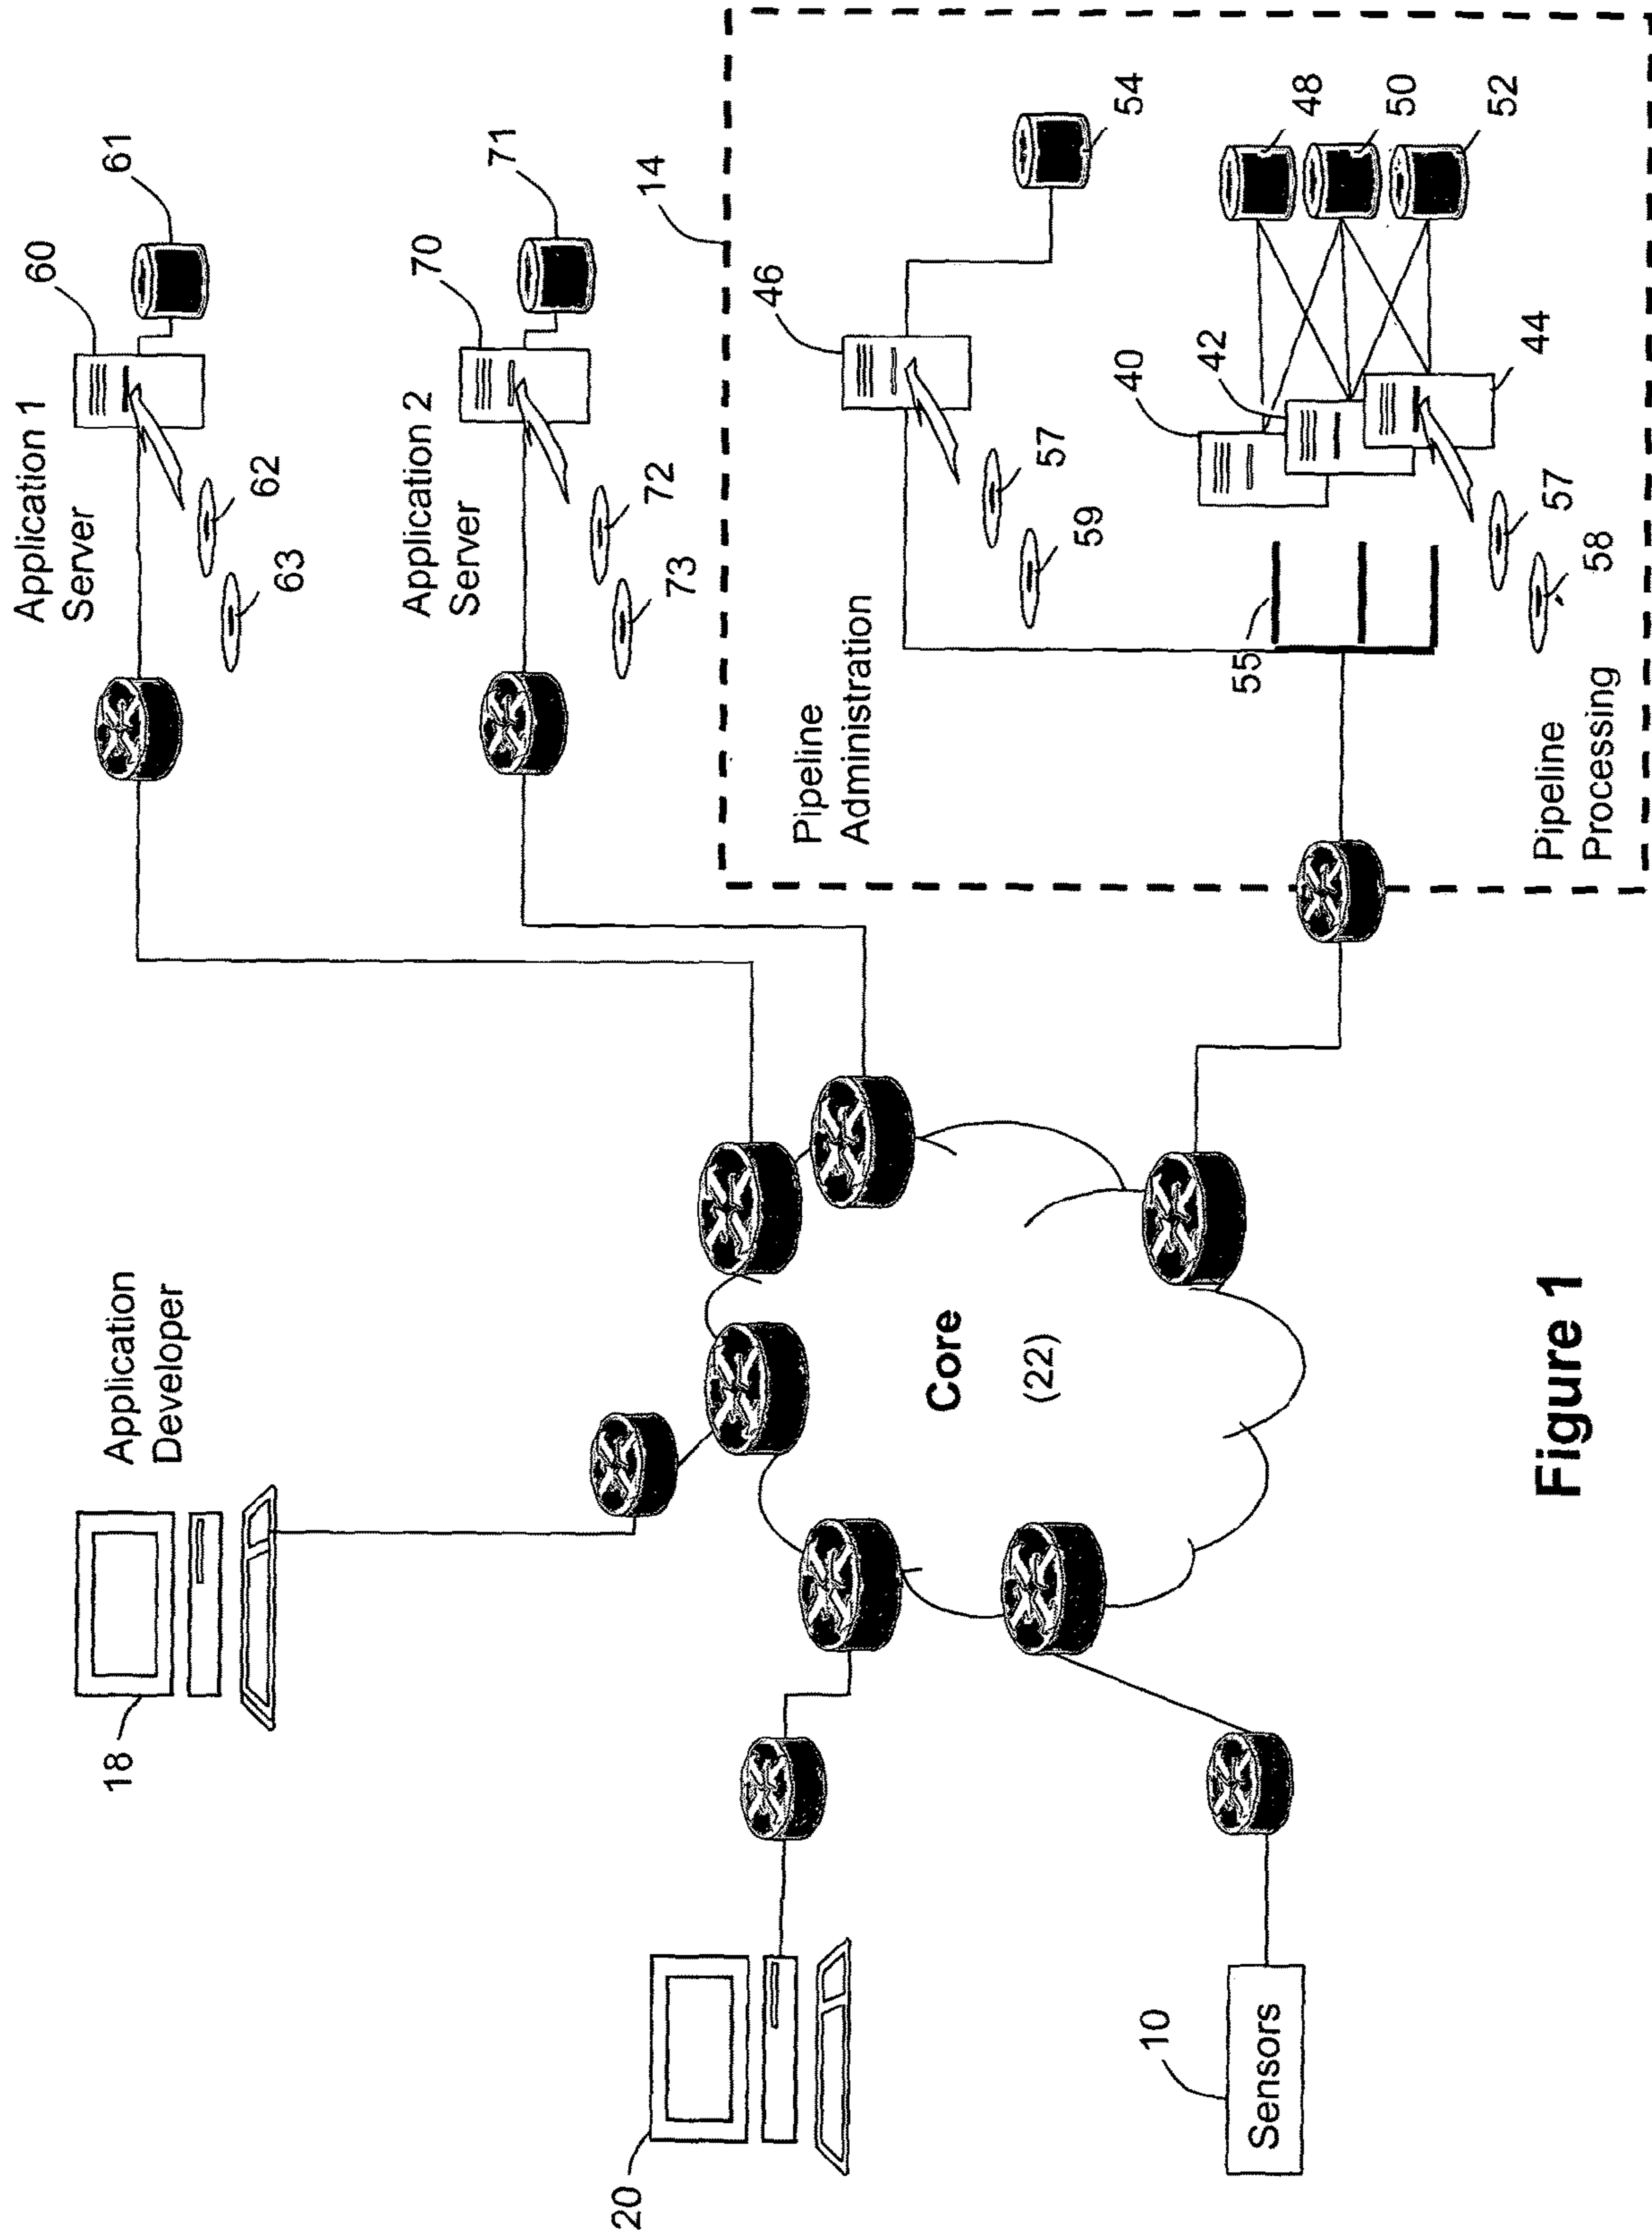 Application 1
Server
60
61
62
63
Application 2
Server
70
71
72
73
14
Application
Developer
18
Pipeline
Administration
46
54
57
59
20
Core
(22)
40
42
44
48
50
52
55
57
58
Pipeline
Processing
10
Sensors
Figure 1